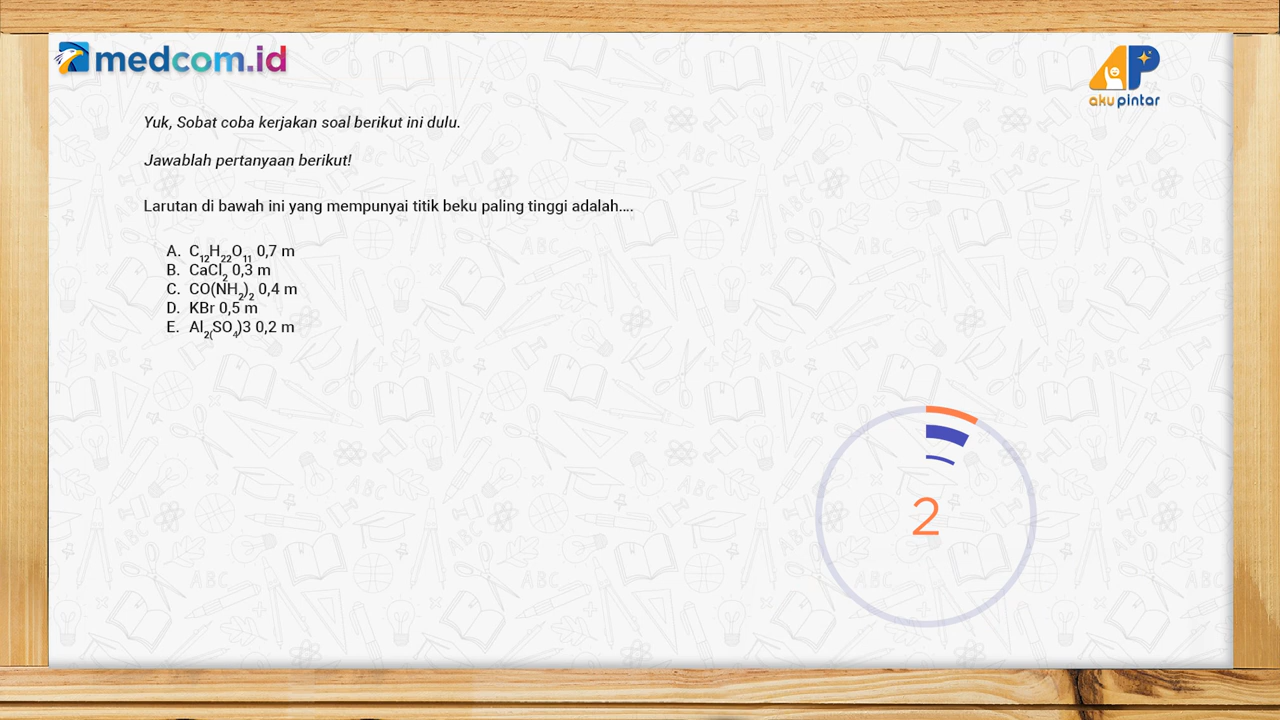 medcom.id
AP
aku pintar
Yuk, Sobat coba kerjakan soal berikut ini dulu.
Jawablah pertanyaan berikut!
Larutan di bawah ini yang mempunyai titik beku paling tinggi adalah....
A. C₁₂H₂₂O₁₁ 0,7 m
B. CaCl₂ 0,3 m
C. CO(NH₂)₂ 0,4 m
D. KBr 0,5 m
E. Al₂₍SO₄)3 0,2 m
2